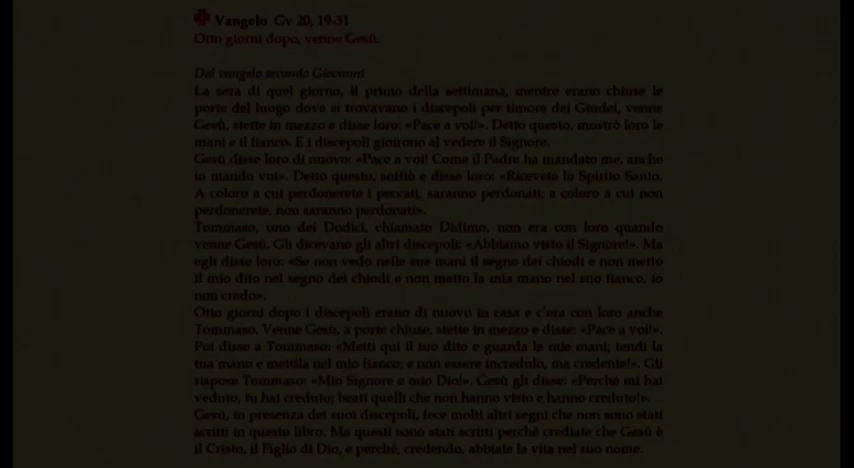 Vangelo Gv 20, 19-31
Otto giorni dopo, venne Gesù.
Dal vangelo secondo Giovanni
La sera di quel giorno, il primo della settimana, mentre erano chiuse le
porte del luogo dove si trovavano i discepoli per timore dei Giudei, venne
Gesù, stette in mezzo e disse loro: «Pace a voi!». Detto questo, mostrò loro le
mani e il fianco. E i discepoli gioirono al vedere il Signore.
Gesù disse loro di nuovo: «Pace a voi! Come il Padre ha mandato me, anche
io mando voi». Detto questo, soffiò e disse loro: «Ricevete lo Spirito Santo.
A coloro a cui perdonerete i peccati, saranno perdonati; a coloro a cui non
perdonerete, non saranno perdonati».
Tommaso, uno dei Dodici, chiamato Dìdimo, non era con loro quando
venne Gesù. Gli dicevano gli altri discepoli: «Abbiamo visto il Signore!». Ma
egli disse loro: «Se non vedo nelle sue mani il segno dei chiodi e non metto
il mio dito nel segno dei chiodi e non metto la mia mano nel suo fianco, io
non credo».
Otto giorni dopo i discepoli erano di nuovo in casa e c'era con loro anche
Tommaso. Venne Gesù, a porte chiuse, stette in mezzo e disse: «Pace a voi!».
Poi disse a Tommaso: «Metti qui il tuo dito e guarda le mie mani; tendi la
tua mano e mettila nel mio fianco; e non essere incredulo, ma credente!». Gli
rispose Tommaso: «Mio Signore e mio Dio!». Gesù gli disse: «Perché mi hai
veduto, tu hai creduto; beati quelli che non hanno visto e hanno creduto!».
Gesù, in presenza dei suoi discepoli, fece molti altri segni che non sono stati
scritti in questo libro. Ma questi sono stati scritti perché crediate che Gesù è
il Cristo, il Figlio di Dio, e perché, credendo, abbiate la vita nel suo nome.